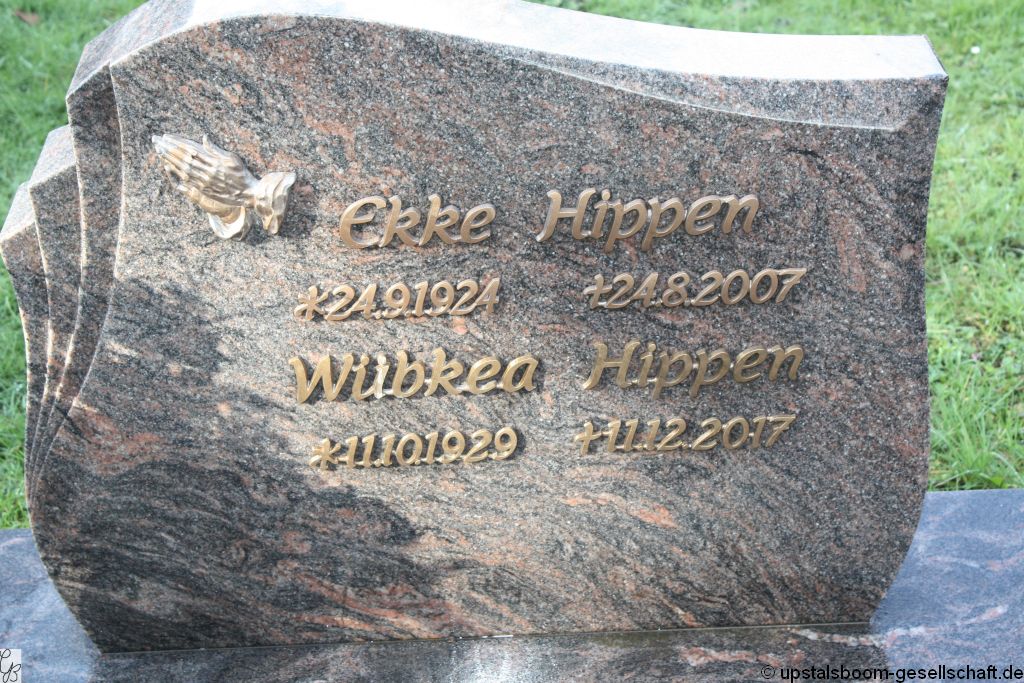 Ekke Hippen
*24.9.1924 †24.8.2007
Wübkea Hippen
*11.10.1929 †11.12.2017
© upstalsboom-gesellschaft.de